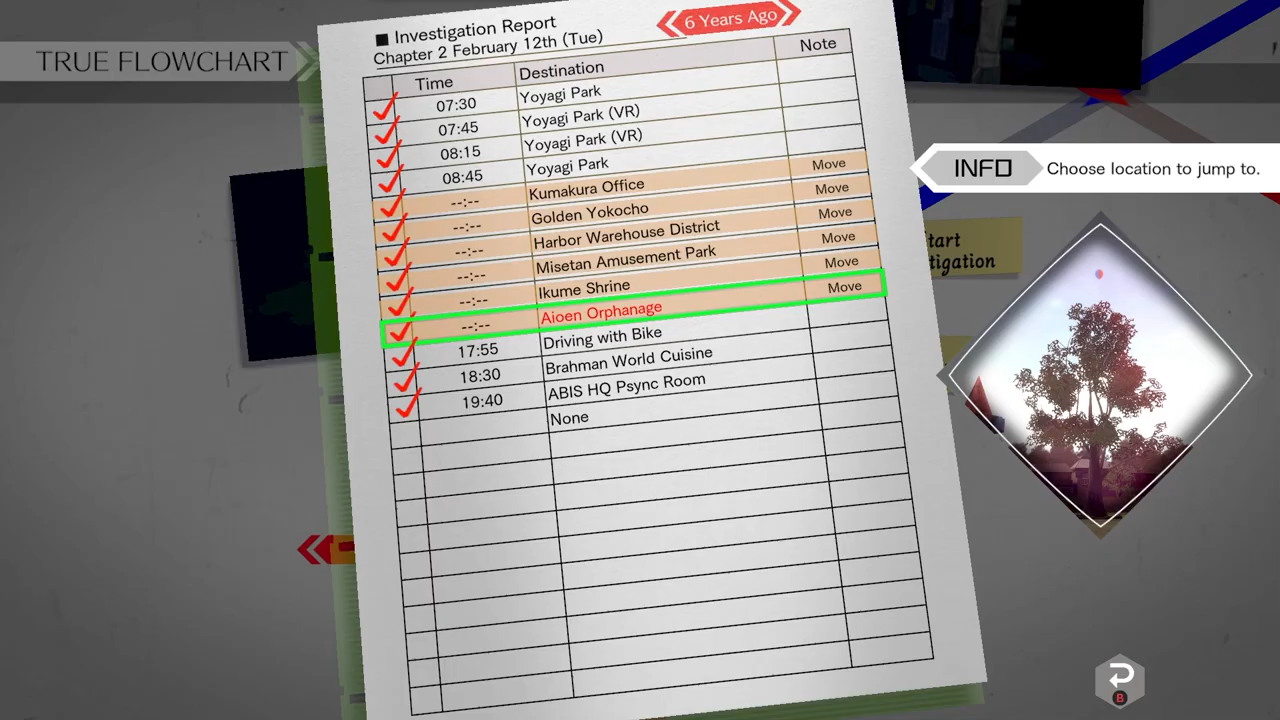 TRUE FLOWCHART
■ Investigation Report
6 Years Ago
Chapter 2 February 12th (Tue)
Time Destination Note
07:30 Yoyagi Park
07:45 Yoyagi Park (VR)
08:15 Yoyagi Park (VR)
08:45 Yoyagi Park
--:-- Kumakura Office Move
--:-- Golden Yokocho Move
--:-- Harbor Warehouse District Move
--:-- Misetan Amusement Park Move
--:-- Ikume Shrine Move
--:-- Aioen Orphanage Move
17:55 Driving with Bike
18:30 Brahman World Cuisine
19:40 ABIS HQ Psync Room
None
INFO Choose location to jump to.
tart
tigation
B